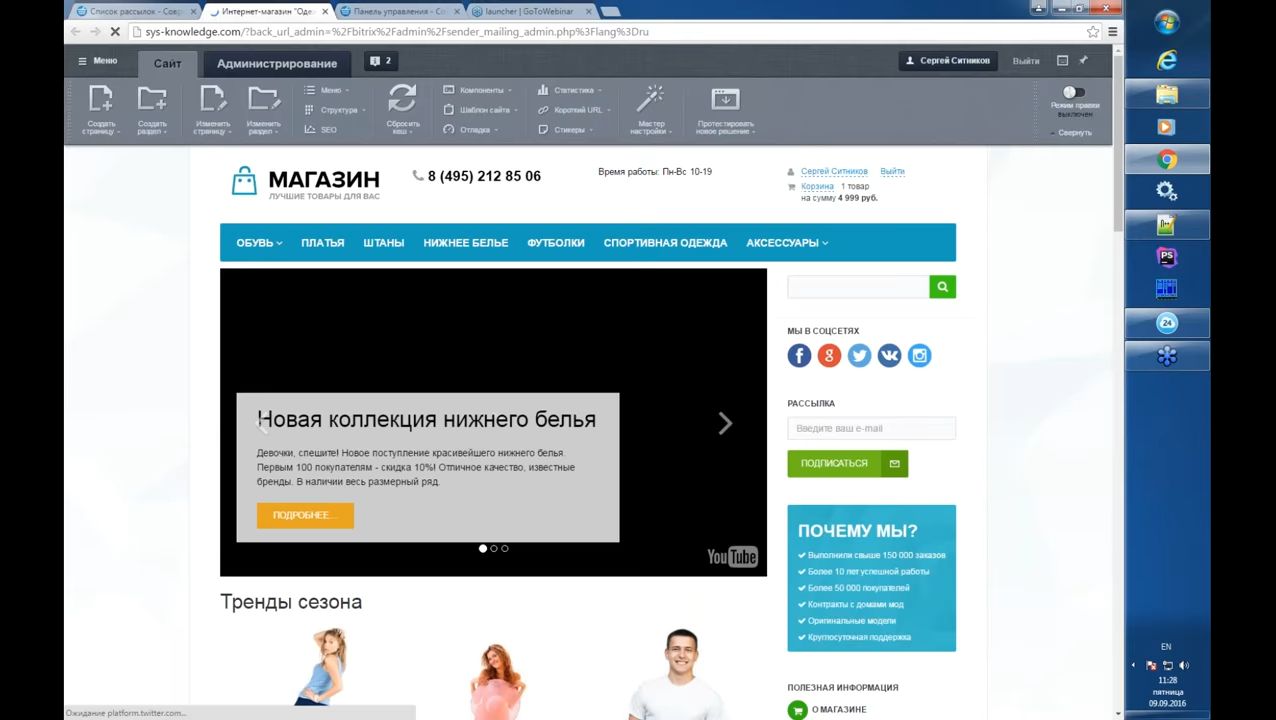 Список рассылок - Совр
Интернет-магазин "Оде
Панель управления - Со
launcher | GoToWebinar
sys-knowledge.com/?back_url_admin=%2Fbitrix%2Fadmin%2Fsender_mailing_admin.php%3Flang%3Dru
Меню
Сайт
Администрирование
2
Сергей Ситников
Выйти
Создать страницу
Создать раздел
Изменить страницу
Изменить раздел
Меню
Структура
SEO
Сбросить кеш
Компоненты
Шаблон сайта
Отладка
Статистика
Короткий URL
Стикеры
Мастер настройки
Протестировать новое решение
Режим правки выключен
Свернуть
МАГАЗИН
ЛУЧШИЕ ТОВАРЫ ДЛЯ ВАС
8 (495) 212 85 06
Время работы: Пн-Вс 10-19
Сергей Ситников Выйти
Корзина 1 товар
на сумму 4 999 руб.
ОБУВЬ ПЛАТЬЯ ШТАНЫ НИЖНЕЕ БЕЛЬЕ ФУТБОЛКИ СПОРТИВНАЯ ОДЕЖДА АКСЕССУАРЫ
Новая коллекция нижнего белья
Девочки, спешите! Новое поступление красивейшего нижнего белья.
Первым 100 покупателям - скидка 10%! Отличное качество, известные
бренды. В наличии весь размерный ряд.
ПОДРОБНЕЕ...
YouTube
Тренды сезона
МЫ В СОЦСЕТЯХ
РАССЫЛКА
Введите ваш e-mail
ПОДПИСАТЬСЯ
ПОЧЕМУ МЫ?
Выполнили свыше 150 000 заказов
Более 10 лет успешной работы
Более 50 000 покупателей
Контракты с домами мод
Оригинальные модели
Круглосуточная поддержка
ПОЛЕЗНАЯ ИНФОРМАЦИЯ
О МАГАЗИНЕ
Ожидание platform.twitter.com...
PS
24
EN
11:28
пятница
09.09.2016